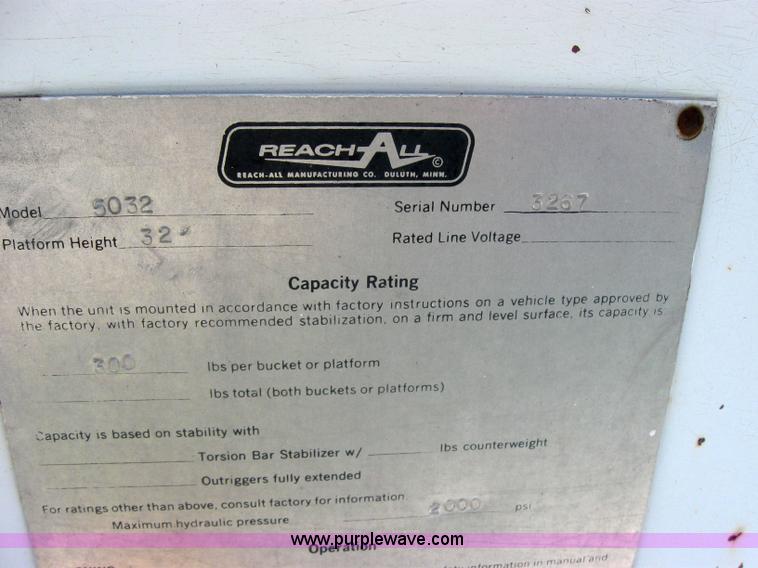 REACH-ALL ©
REACH-ALL MANUFACTURING CO. DULUTH, MINN.
Model 5032 Serial Number 3267
Platform Height 32' Rated Line Voltage
Capacity Rating
When the unit is mounted in accordance with factory instructions on a vehicle type approved by
the factory, with factory recommended stabilization, on a firm and level surface, its capacity is
300 lbs per bucket or platform
lbs total (both buckets or platforms)
Capacity is based on stability with
Torsion Bar Stabilizer w/ lbs counterweight
Outriggers fully extended
For ratings other than above, consult factory for information.
Maximum hydraulic pressure 2000 psi
www.purplewave.com
Operation
information in manual and